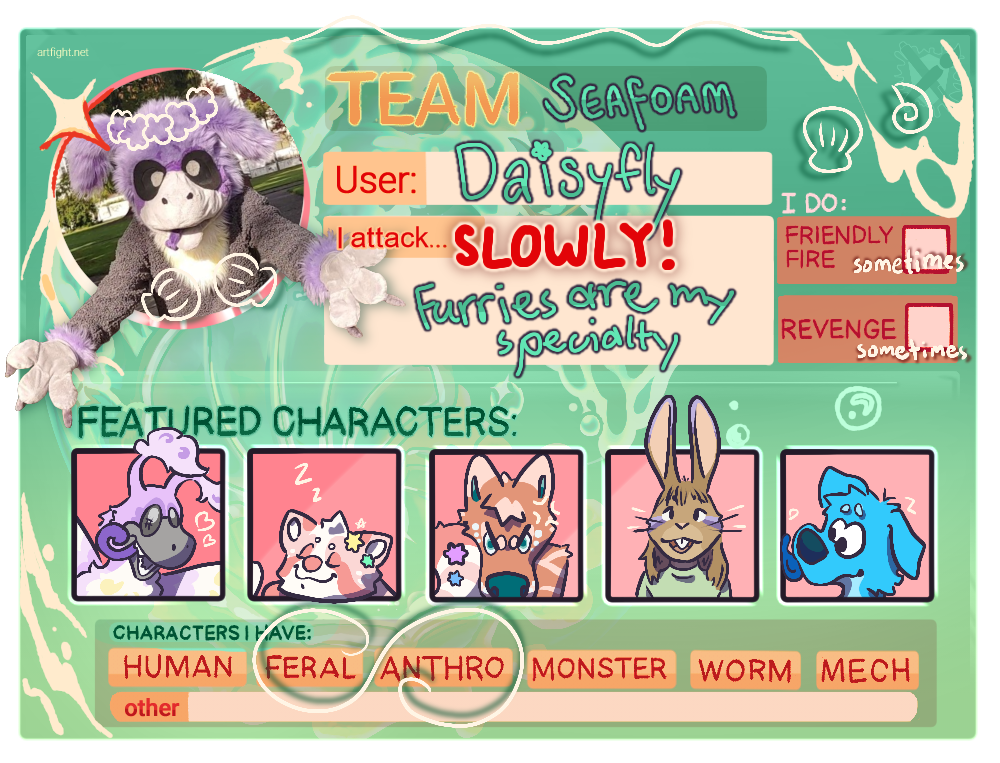 artfight.net
TEAM SEAFOAM
User: Daisyfly
I attack... SLOWLY!
Furries are my
specialty
I DO:
FRIENDLY
FIRE sometimes
REVENGE
sometimes
FEATURED CHARACTERS:
Z
Z
Z
CHARACTERS I HAVE:
HUMAN FERAL ANTHRO MONSTER WORM MECH
other